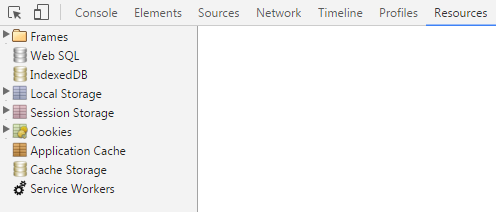 Console Elements Sources Network Timeline Profiles Resources
Frames
Web SQL
IndexedDB
Local Storage
Session Storage
Cookies
Application Cache
Cache Storage
Service Workers